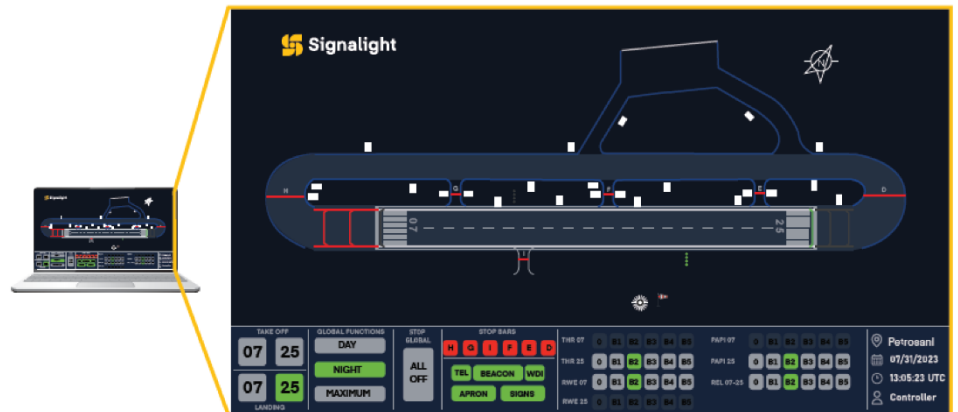 Signalight
N
H
G
F
E
D
07
25
I
TAKE OFF
07 25
07 25
LANDING
GLOBAL FUNCTIONS
DAY
NIGHT
MAXIMUM
STOP
GLOBAL
ALL
OFF
STOP BARS
H G I F E D
TEL BEACON WDI
APRON SIGNS
THR 07 0 B1 B2 B3 B4 B5
THR 25 0 B1 B2 B3 B4 B5
RWE 07 0 B1 B2 B3 B4 B5
RWE 25 0 B1 B2 B3 B4 B5
PAPI 07 0 B1 B2 B3 B4 B5
PAPI 25 0 B1 B2 B3 B4 B5
REL 07-25 0 B1 B2 B3 B4 B5
Petrosani
07/31/2023
13:05:23 UTC
Controller